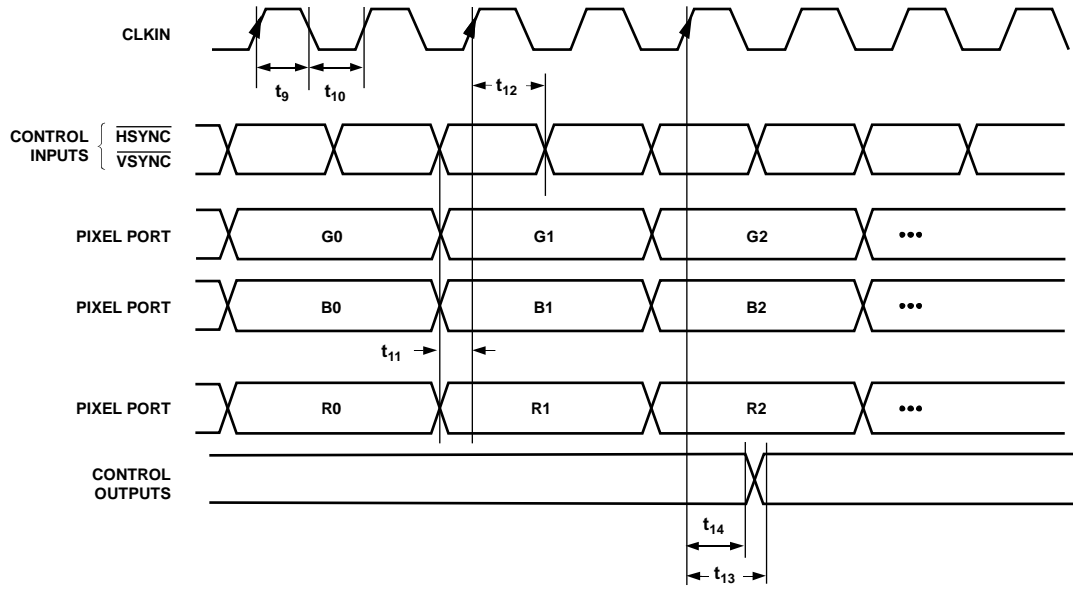 CLKIN
t9 t10 t12
CONTROL INPUTS { HSYNC VSYNC
PIXEL PORT G0 G1 G2 •••
PIXEL PORT B0 B1 B2 •••
t11
PIXEL PORT R0 R1 R2 •••
CONTROL OUTPUTS
t14
t13